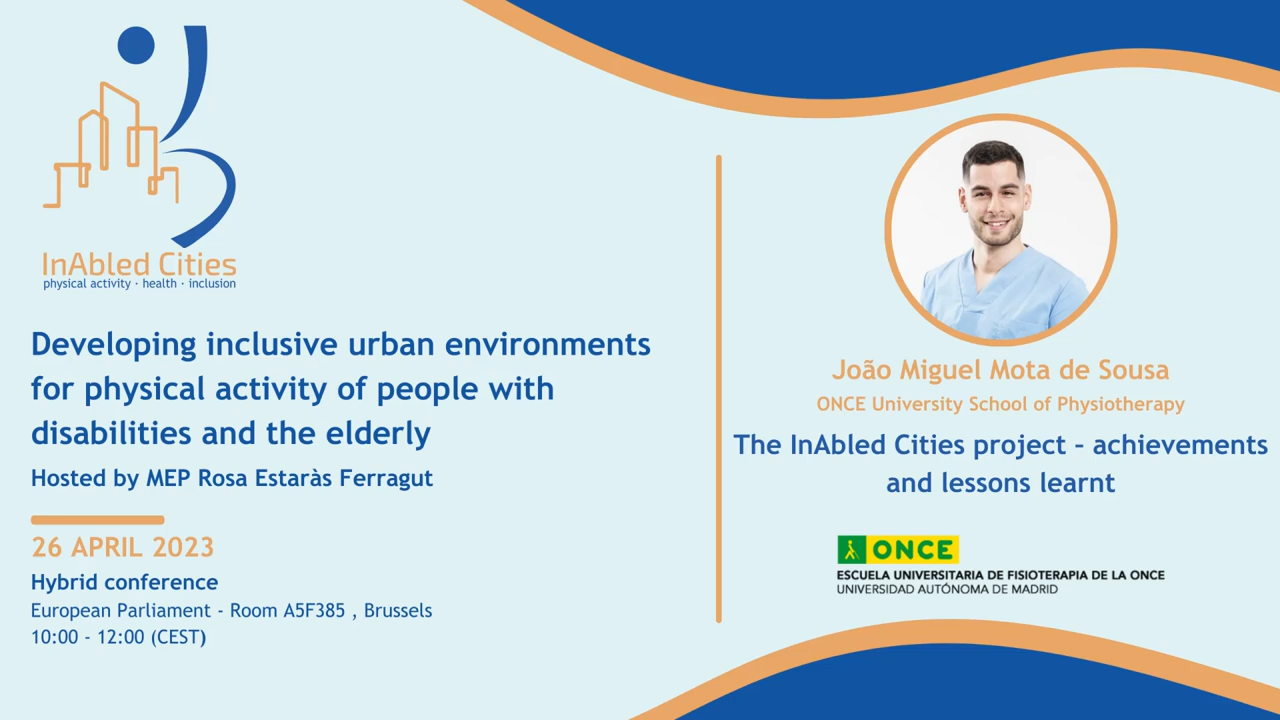 InAbled Cities
physical activity · health · inclusion
Developing inclusive urban environments
for physical activity of people with
disabilities and the elderly
Hosted by MEP Rosa Estaràs Ferragut
26 APRIL 2023
Hybrid conference
European Parliament - Room A5F385 , Brussels
10:00 - 12:00 (CEST)
João Miguel Mota de Sousa
ONCE University School of Physiotherapy
The InAbled Cities project - achievements
and lessons learnt
ONCE
ESCUELA UNIVERSITARIA DE FISIOTERAPIA DE LA ONCE
UNIVERSIDAD AUTÓNOMA DE MADRID